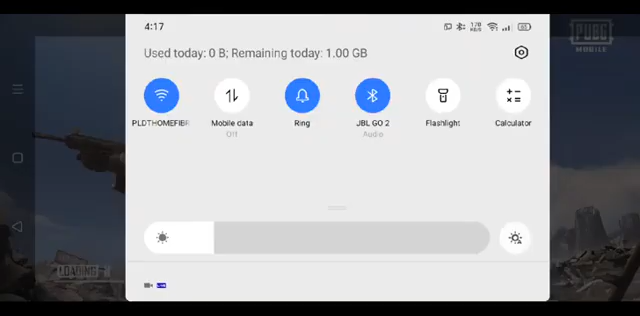 4:17
Used today: 0 B; Remaining today: 1.00 GB
PUBG
MOBILE
PLDTHOMEFIBR
Mobile data
Ring
JBL GO 2
Flashlight
Calculator
Off
Audio
LOADING